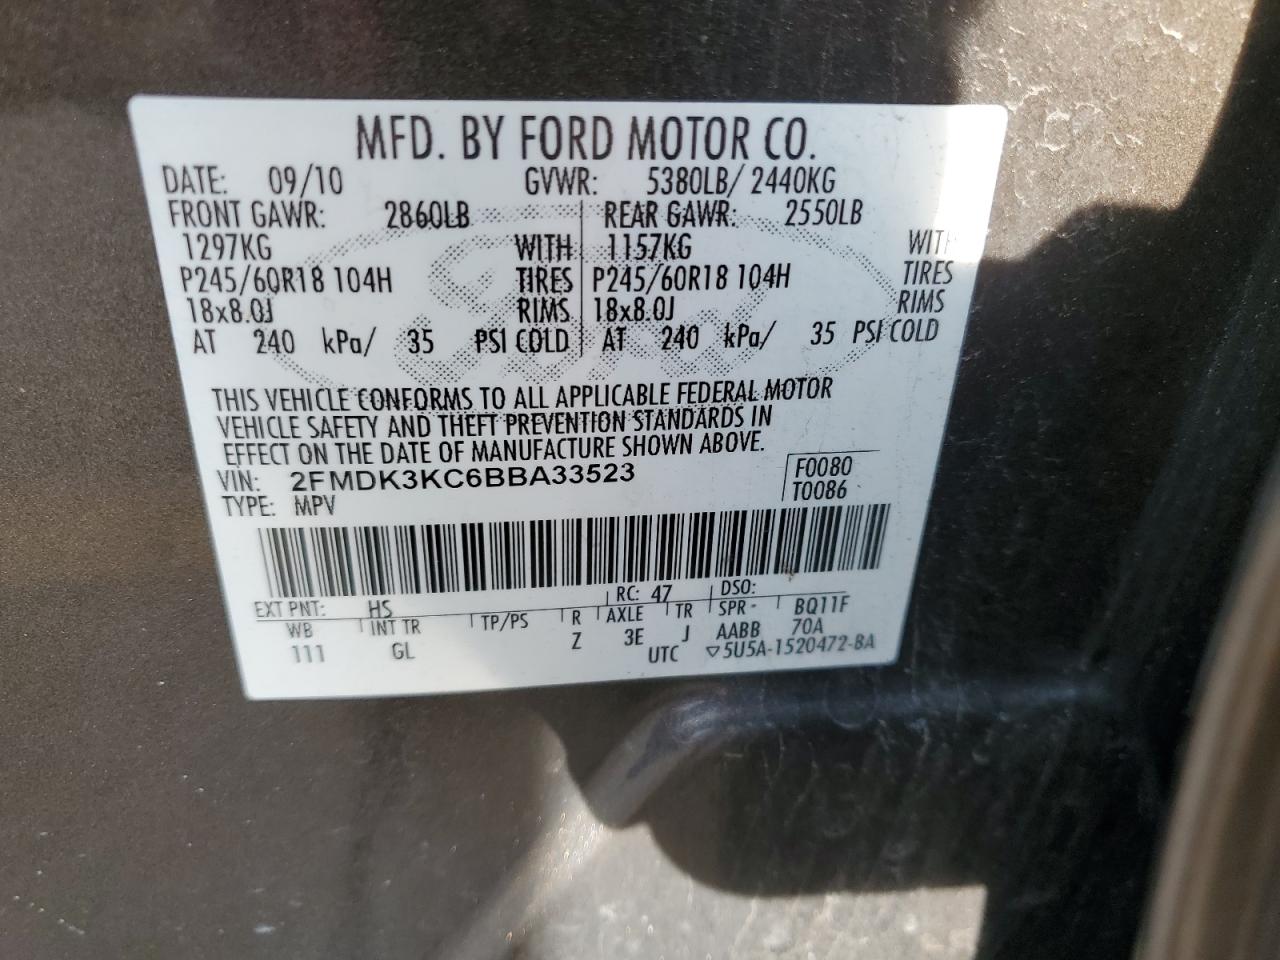 MFD. BY FORD MOTOR CO.
DATE: 09/10 GVWR: 5380LB/ 2440KG
FRONT GAWR: 2860LB REAR GAWR: 2550LB
1297KG WITH 1157KG WITH
P245/60R18 104H TIRES P245/60R18 104H TIRES
18x8.0J RIMS 18x8.0J RIMS
AT 240 kPa/ 35 PSI COLD AT 240 kPa/ 35 PSI COLD
THIS VEHICLE CONFORMS TO ALL APPLICABLE FEDERAL MOTOR
VEHICLE SAFETY AND THEFT PREVENTION STANDARDS IN
EFFECT ON THE DATE OF MANUFACTURE SHOWN ABOVE.
VIN: 2FMDK3KC6BBA33523 F0080
TYPE: MPV T0086
EXT PNT: HS RC: 47 DSO:
WB INT TR TP/PS R AXLE TR SPR - BQ11F
111 GL Z 3E J AABB 70A
UTC ▽5U5A-1520472-BA